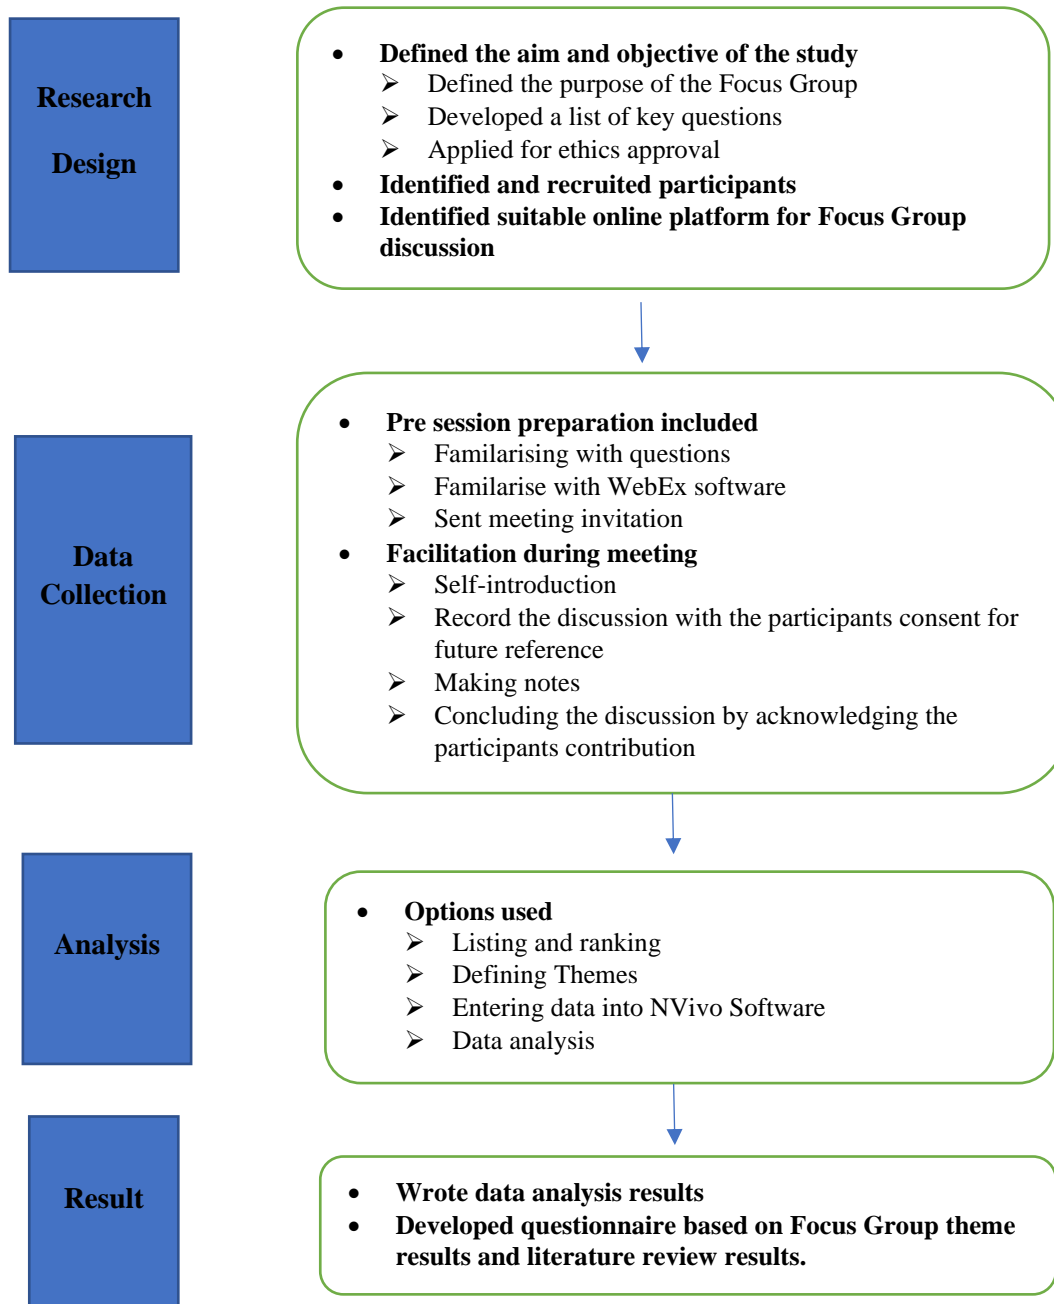 Research
Design
• Defined the aim and objective of the study
➢ Defined the purpose of the Focus Group
➢ Developed a list of key questions
➢ Applied for ethics approval
• Identified and recruited participants
• Identified suitable online platform for Focus Group
discussion
Data
Collection
• Pre session preparation included
➢ Familarising with questions
➢ Familarise with WebEx software
➢ Sent meeting invitation
• Facilitation during meeting
➢ Self-introduction
➢ Record the discussion with the participants consent for
future reference
➢ Making notes
➢ Concluding the discussion by acknowledging the
participants contribution
Analysis
• Options used
➢ Listing and ranking
➢ Defining Themes
➢ Entering data into NVivo Software
➢ Data analysis
Result
• Wrote data analysis results
• Developed questionnaire based on Focus Group theme
results and literature review results.